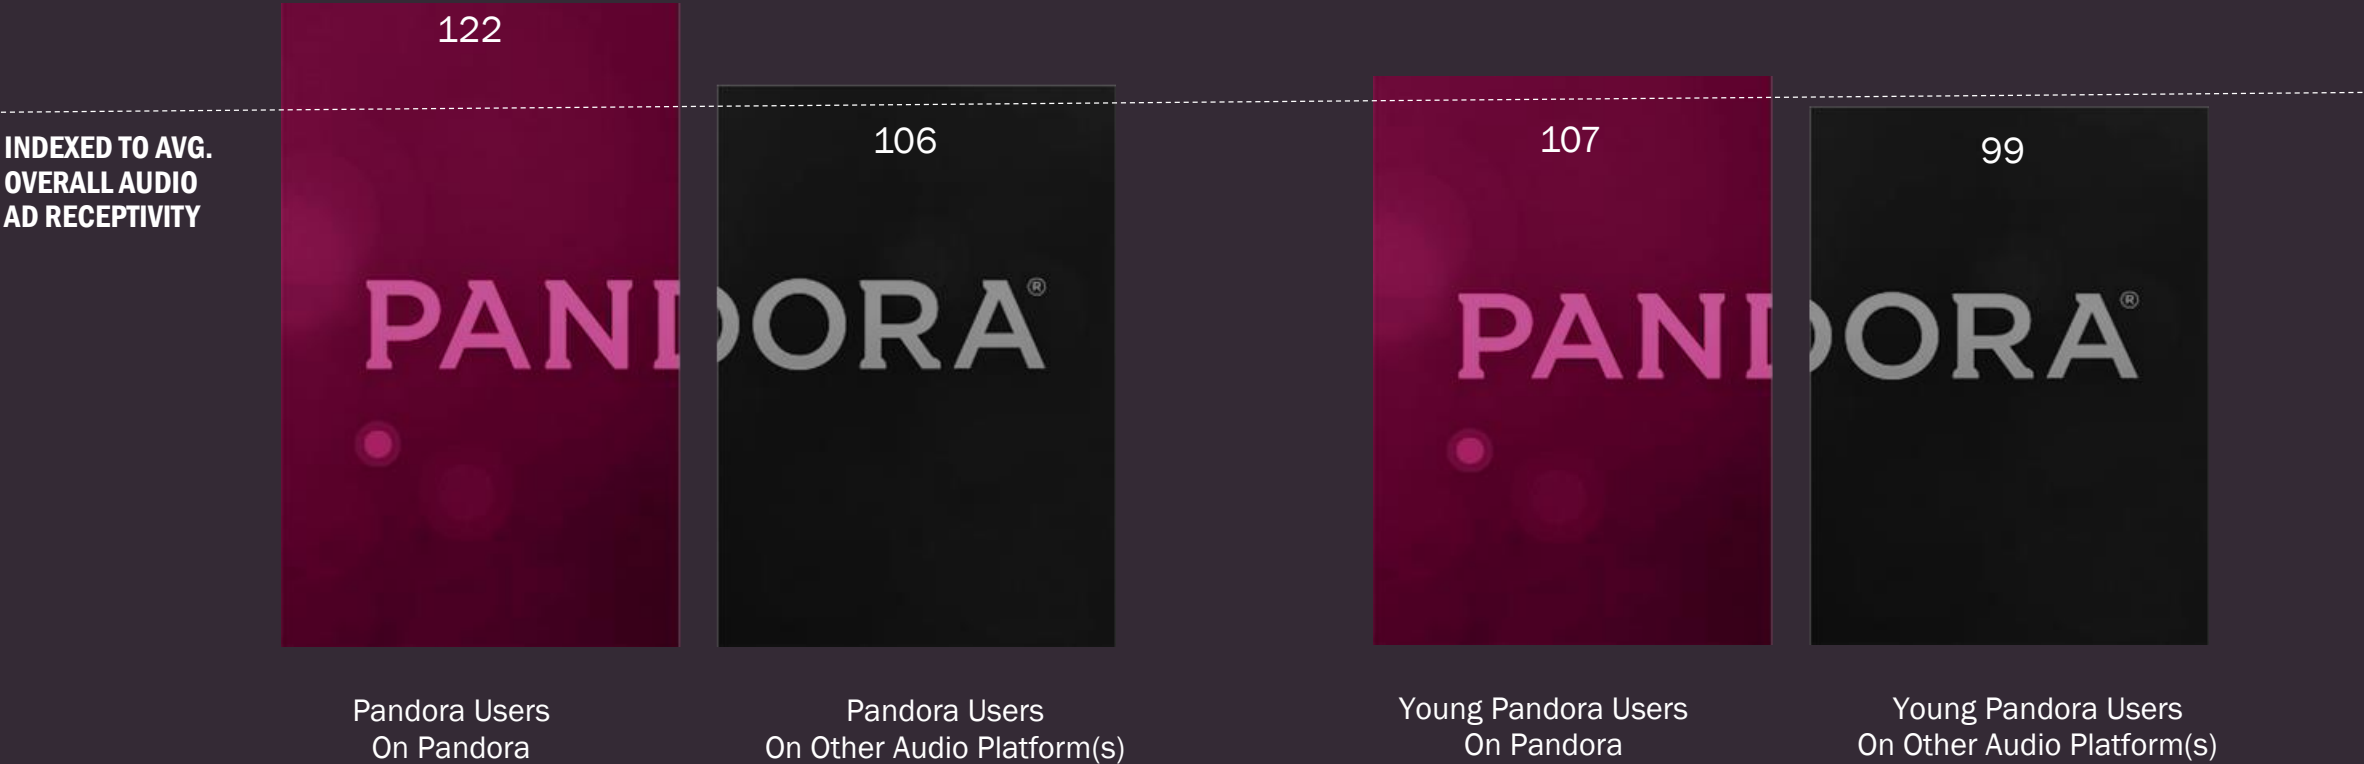 122
106
107
99
INDEXED TO AVG.
OVERALL AUDIO
AD RECEPTIVITY
PANDORA®
PANDORA®
Pandora Users
On Pandora
Pandora Users
On Other Audio Platform(s)
Young Pandora Users
On Pandora
Young Pandora Users
On Other Audio Platform(s)